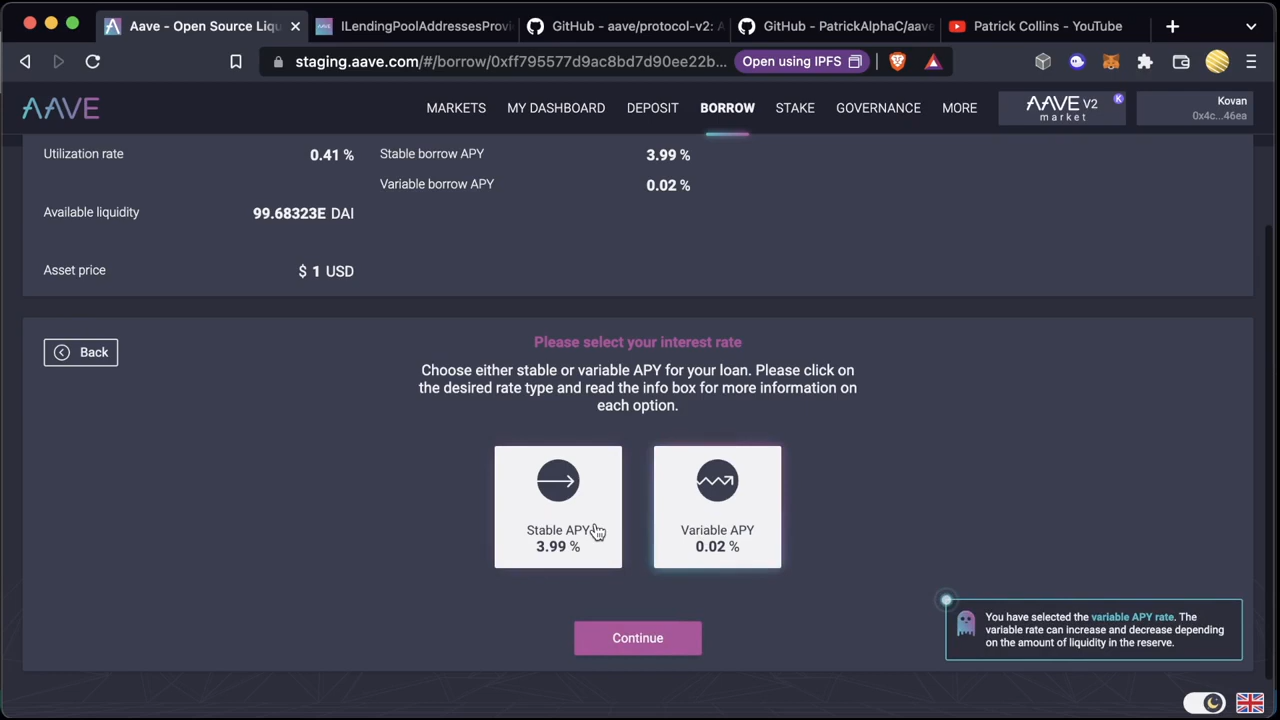 Aave - Open Source Liqu
ILendingPoolAddressesProvi
GitHub - aave/protocol-v2: A
GitHub - PatrickAlphaC/aave
Patrick Collins - YouTube
staging.aave.com/#/borrow/0xff795577d9ac8bd7d90ee22b...
Open using IPFS
AAVE
MARKETS
MY DASHBOARD
DEPOSIT
BORROW
STAKE
GOVERNANCE
MORE
AAVE V2
market
K
Kovan
0x4c...46ea
Utilization rate
0.41 %
Stable borrow APY
3.99 %
Variable borrow APY
0.02 %
Available liquidity
99.68323E DAI
Asset price
$ 1 USD
Back
Please select your interest rate
Choose either stable or variable APY for your loan. Please click on
the desired rate type and read the info box for more information on
each option.
Stable APY
3.99 %
Variable APY
0.02 %
Continue
You have selected the variable APY rate. The
variable rate can increase and decrease depending
on the amount of liquidity in the reserve.